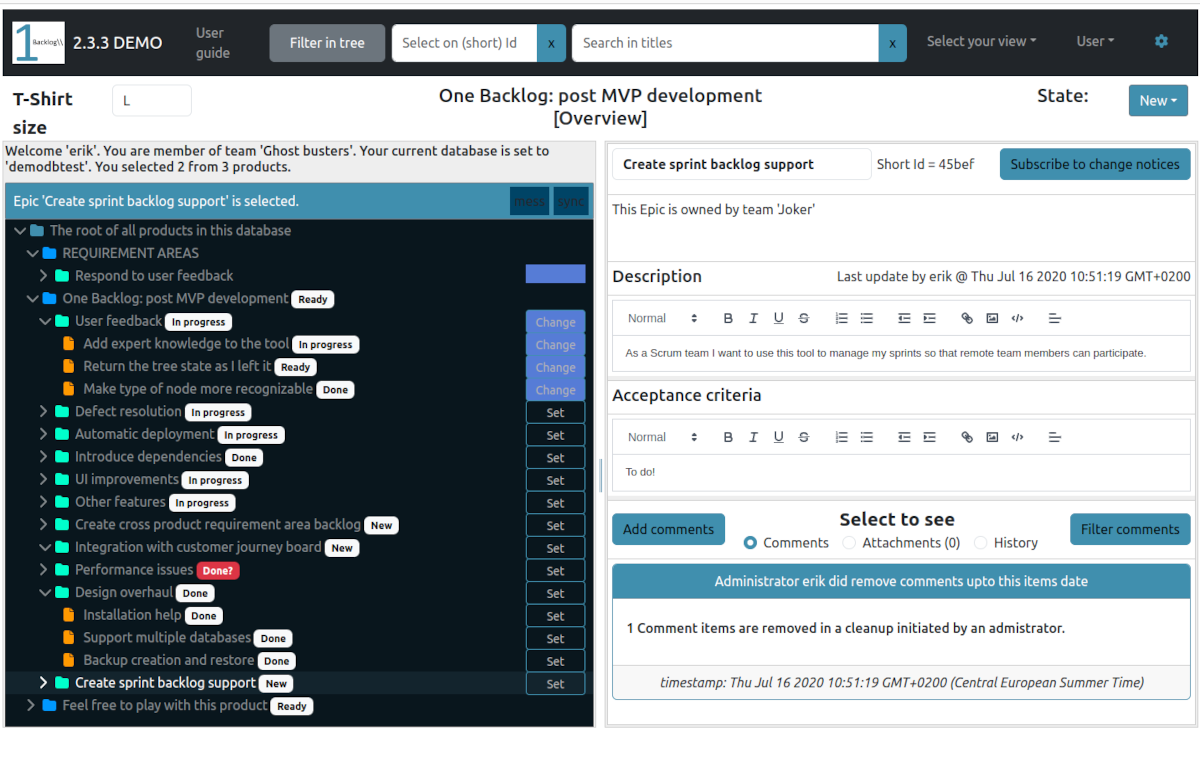 1 Backlog\\ 2.3.3 DEMO User guide Filter in tree Select on (short) Id x Search in titles x Select your view User
T-Shirt size L One Backlog: post MVP development [Overview] State: New
Welcome 'erik'. You are member of team 'Ghost busters'. Your current database is set to
'demodbtest'. You selected 2 from 3 products.
Epic 'Create sprint backlog support' is selected. mess sync
The root of all products in this database
REQUIREMENT AREAS
Respond to user feedback
One Backlog: post MVP development Ready
User feedback In progress Change
Add expert knowledge to the tool In progress Change
Return the tree state as I left it Ready Change
Make type of node more recognizable Done Change
Defect resolution In progress Set
Automatic deployment In progress Set
Introduce dependencies Done Set
UI improvements In progress Set
Other features In progress Set
Create cross product requirement area backlog New Set
Integration with customer journey board New Set
Performance issues Done? Set
Design overhaul Done Set
Installation help Done Set
Support multiple databases Done Set
Backup creation and restore Done Set
Create sprint backlog support New Set
Feel free to play with this product Ready
Create sprint backlog support Short Id = 45bef Subscribe to change notices
This Epic is owned by team 'Joker'
Description Last update by erik @ Thu Jul 16 2020 10:51:19 GMT+0200
Normal B I U S
As a Scrum team I want to use this tool to manage my sprints so that remote team members can participate.
Acceptance criteria
Normal B I U S
To do!
Add comments Select to see Filter comments
Comments Attachments (0) History
Administrator erik did remove comments upto this items date
1 Comment items are removed in a cleanup initiated by an admistrator.
timestamp: Thu Jul 16 2020 10:51:19 GMT+0200 (Central European Summer Time)